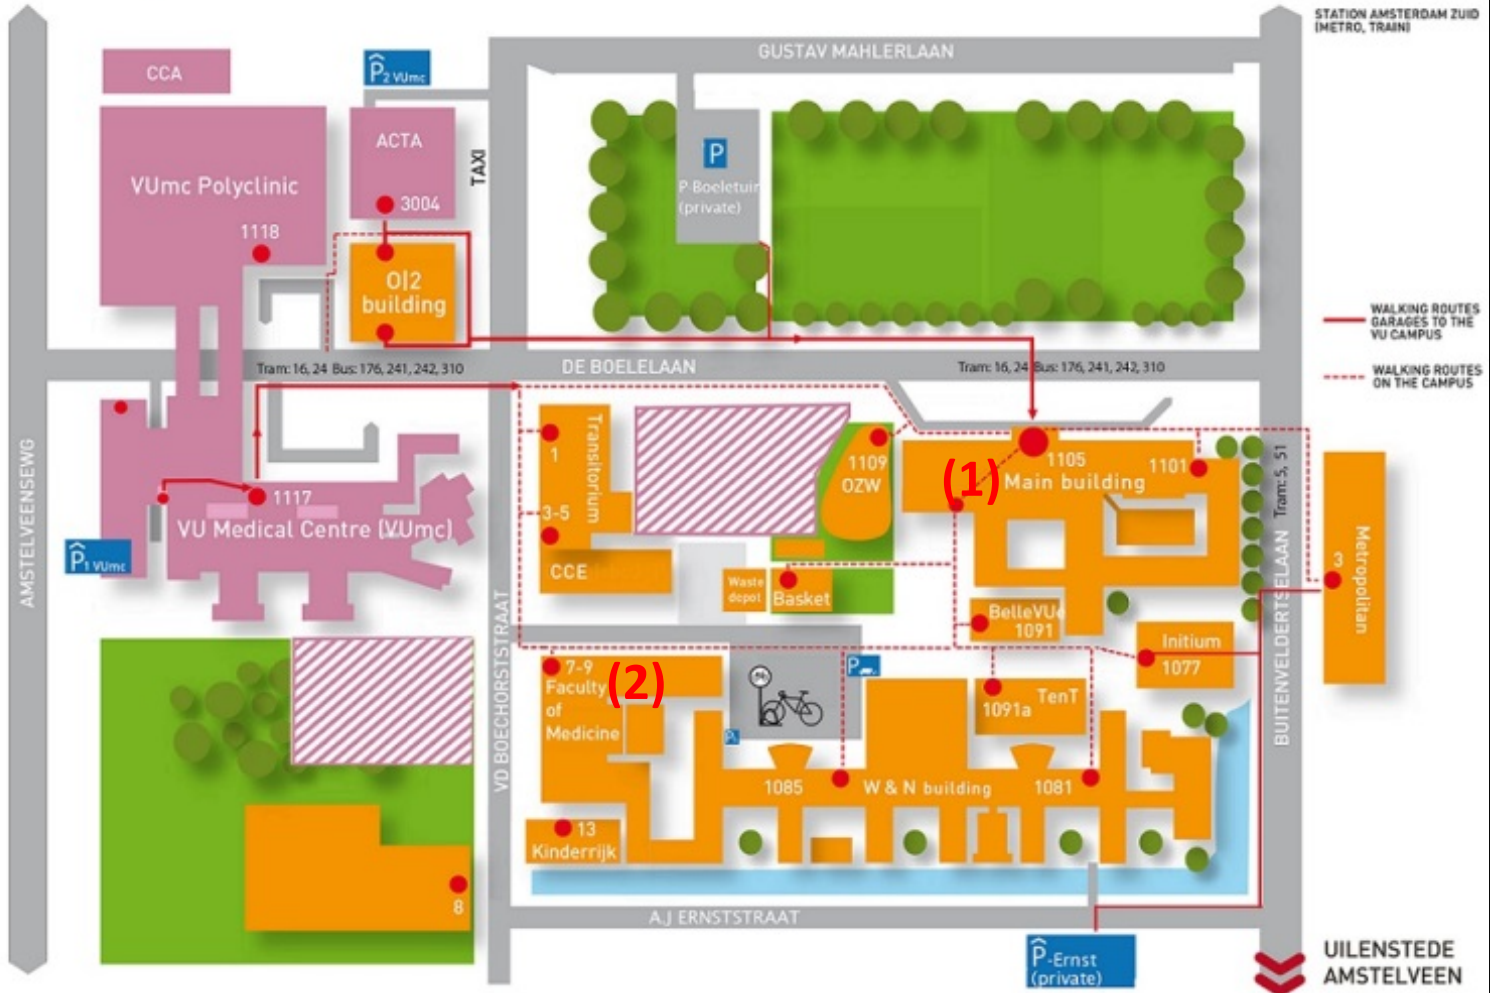 STATION AMSTERDAM ZUID
(METRO, TRAIN)
GUSTAV MAHLERLAAN
CCA
P2 VUmc
ACTA
TAXI
VUmc Polyclinic
3004
1118
O|2
building
P
P-Boeletuin
(private)
WALKING ROUTES
GARAGES TO THE
VU CAMPUS
WALKING ROUTES
ON THE CAMPUS
Tram: 16, 24 Bus: 176, 241, 242, 310
DE BOELELAAN
Tram: 16, 24 Bus: 176, 241, 242, 310
AMSTELVEENSEWG
Transitorium
1
3-5
CCE
1109
OZW
(1)
1105
Main building
1101
Tram: 5, 51
3
Metropolitan
1117
VU Medical Centre (VUmc)
P1 VUmc
Waste
depot
Basket
BelleVUe
1091
Initium
1077
VD BOECHORSTSTRAAT
BUITENVELDERTSELAAN
7-9
Faculty
of
Medicine
(2)
P
TenT
1091a
1085
W & N building
1081
13
Kinderrijk
8
A.J ERNSTSTRAAT
P-Ernst
(private)
UILENSTEDE
AMSTELVEEN